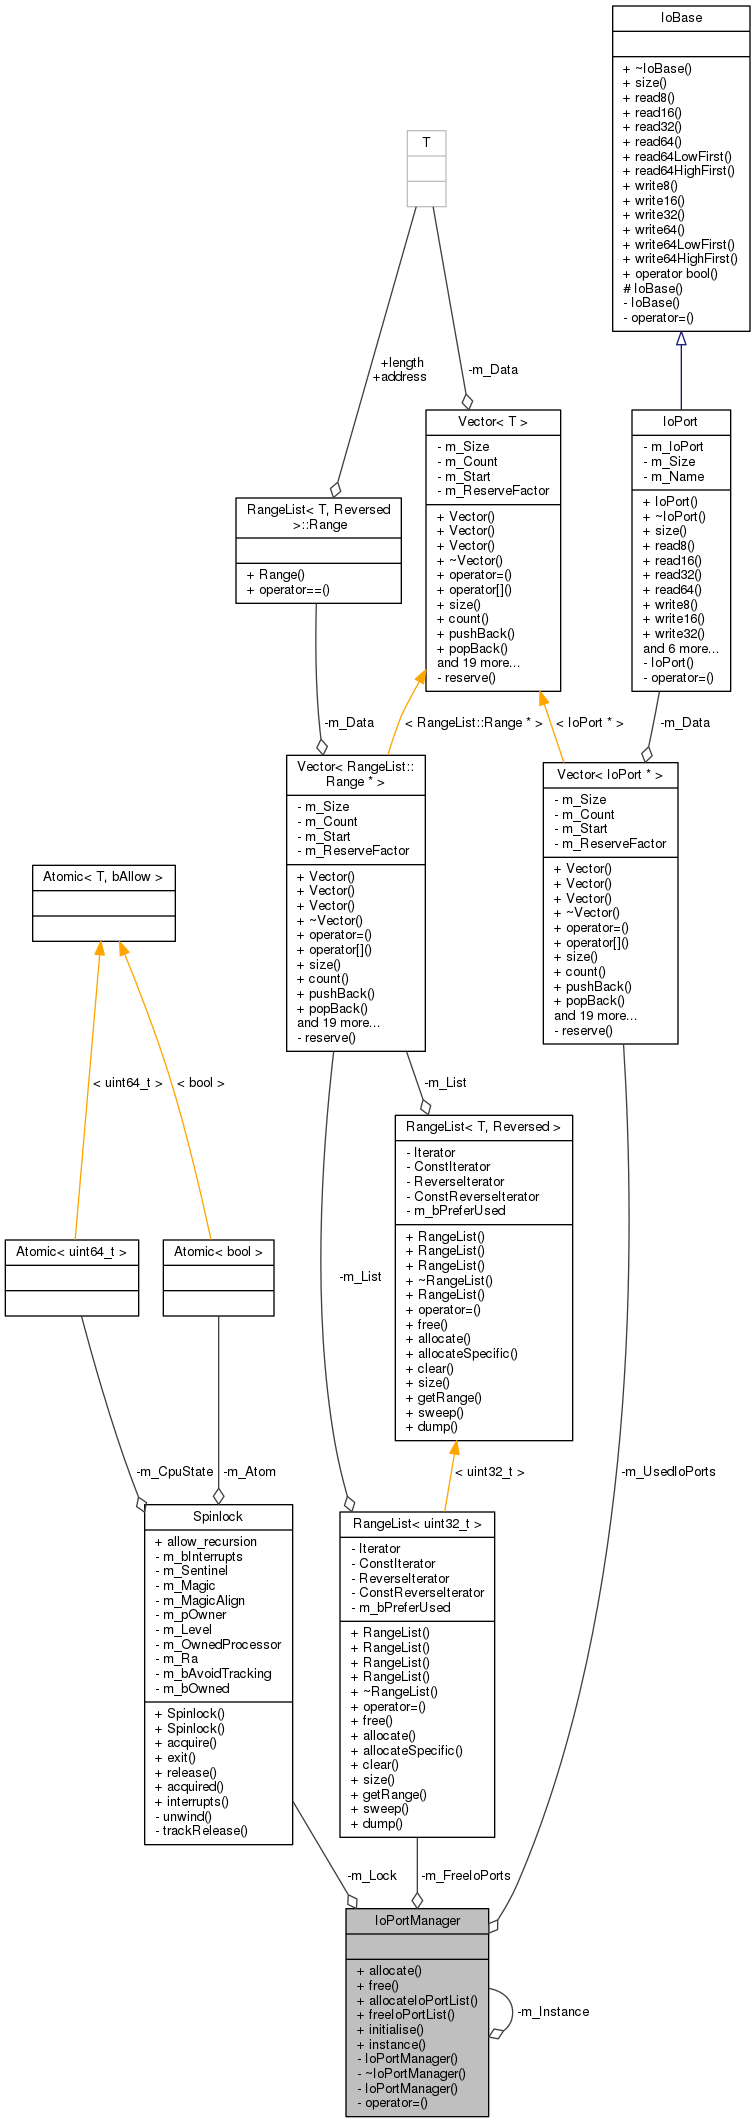 IoBase
+ ~IoBase()
+ size()
+ read8()
+ read16()
+ read32()
+ read64()
+ read64LowFirst()
+ read64HighFirst()
+ write8()
+ write16()
+ write32()
+ write64()
+ write64LowFirst()
+ write64HighFirst()
+ operator bool()
# IoBase()
- IoBase()
- operator=()
T
+length
+address
-m_Data
Vector< T >
- m_Size
- m_Count
- m_Start
- m_ReserveFactor
+ Vector()
+ Vector()
+ Vector()
+ ~Vector()
+ operator=()
+ operator[]()
+ size()
+ count()
+ pushBack()
+ popBack()
and 19 more...
- reserve()
IoPort
- m_IoPort
- m_Size
- m_Name
+ IoPort()
+ ~IoPort()
+ size()
+ read8()
+ read16()
+ read32()
+ read64()
+ write8()
+ write16()
+ write32()
and 6 more...
- IoPort()
- operator=()
RangeList< T, Reversed
>::Range
+ Range()
+ operator==()
-m_Data
< RangeList::Range * >
< IoPort * >
-m_Data
Vector< RangeList::
Range * >
- m_Size
- m_Count
- m_Start
- m_ReserveFactor
+ Vector()
+ Vector()
+ Vector()
+ ~Vector()
+ operator=()
+ operator[]()
+ size()
+ count()
+ pushBack()
+ popBack()
and 19 more...
- reserve()
Vector< IoPort * >
- m_Size
- m_Count
- m_Start
- m_ReserveFactor
+ Vector()
+ Vector()
+ Vector()
+ ~Vector()
+ operator=()
+ operator[]()
+ size()
+ count()
+ pushBack()
+ popBack()
and 19 more...
- reserve()
Atomic< T, bAllow >
< uint64_t >
< bool >
-m_List
RangeList< T, Reversed >
- Iterator
- ConstIterator
- ReverseIterator
- ConstReverseIterator
- m_bPreferUsed
+ RangeList()
+ RangeList()
+ RangeList()
+ ~RangeList()
+ RangeList()
+ operator=()
+ free()
+ allocate()
+ allocateSpecific()
+ clear()
+ size()
+ getRange()
+ sweep()
+ dump()
Atomic< uint64_t >
Atomic< bool >
-m_List
-m_CpuState
-m_Atom
< uint32_t >
-m_UsedIoPorts
Spinlock
+ allow_recursion
- m_bInterrupts
- m_Sentinel
- m_Magic
- m_MagicAlign
- m_pOwner
- m_Level
- m_OwnedProcessor
- m_Ra
- m_bAvoidTracking
- m_bOwned
+ Spinlock()
+ Spinlock()
+ acquire()
+ exit()
+ release()
+ acquired()
+ interrupts()
- unwind()
- trackRelease()
RangeList< uint32_t >
- Iterator
- ConstIterator
- ReverseIterator
- ConstReverseIterator
- m_bPreferUsed
+ RangeList()
+ RangeList()
+ RangeList()
+ RangeList()
+ ~RangeList()
+ operator=()
+ free()
+ allocate()
+ allocateSpecific()
+ clear()
+ size()
+ getRange()
+ sweep()
+ dump()
-m_Lock
-m_FreeIoPorts
IoPortManager
+ allocate()
+ free()
+ allocateIoPortList()
+ freeIoPortList()
+ initialise()
+ instance()
- IoPortManager()
- ~IoPortManager()
- IoPortManager()
- operator=()
-m_Instance